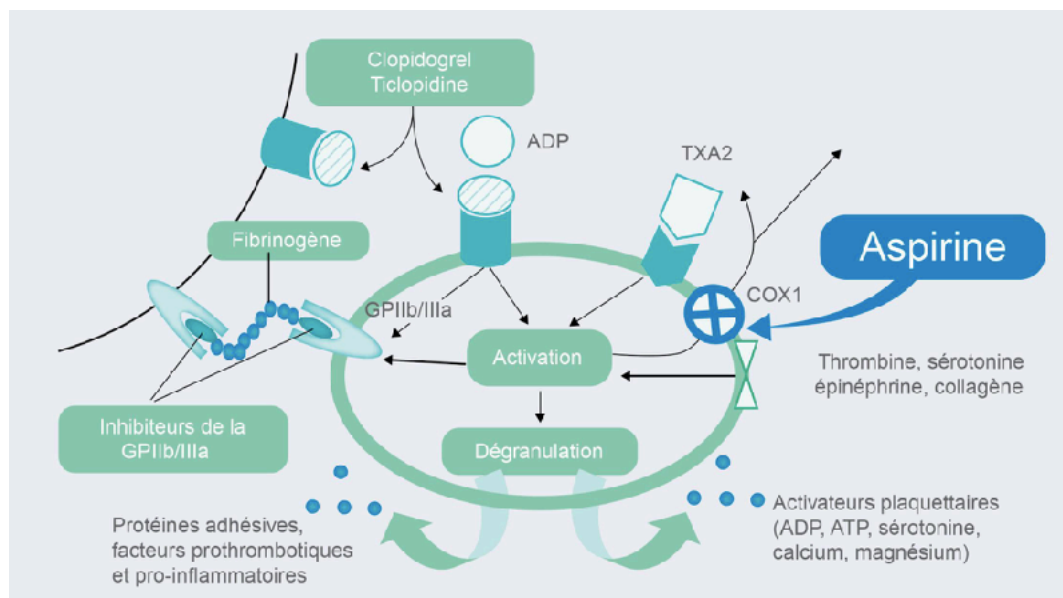 Clopidogrel
Ticlopidine
ADP
TXA2
Fibrinogène
Aspirine
GPIIb/IIIa
COX1
Activation
Thrombine, sérotonine
épinéphrine, collagène
Inhibiteurs de la
GPIIb/IIIa
Dégranulation
Protéines adhésives,
facteurs prothrombotiques
et pro-inflammatoires
Activateurs plaquettaires
(ADP, ATP, sérotonine,
calcium, magnésium)